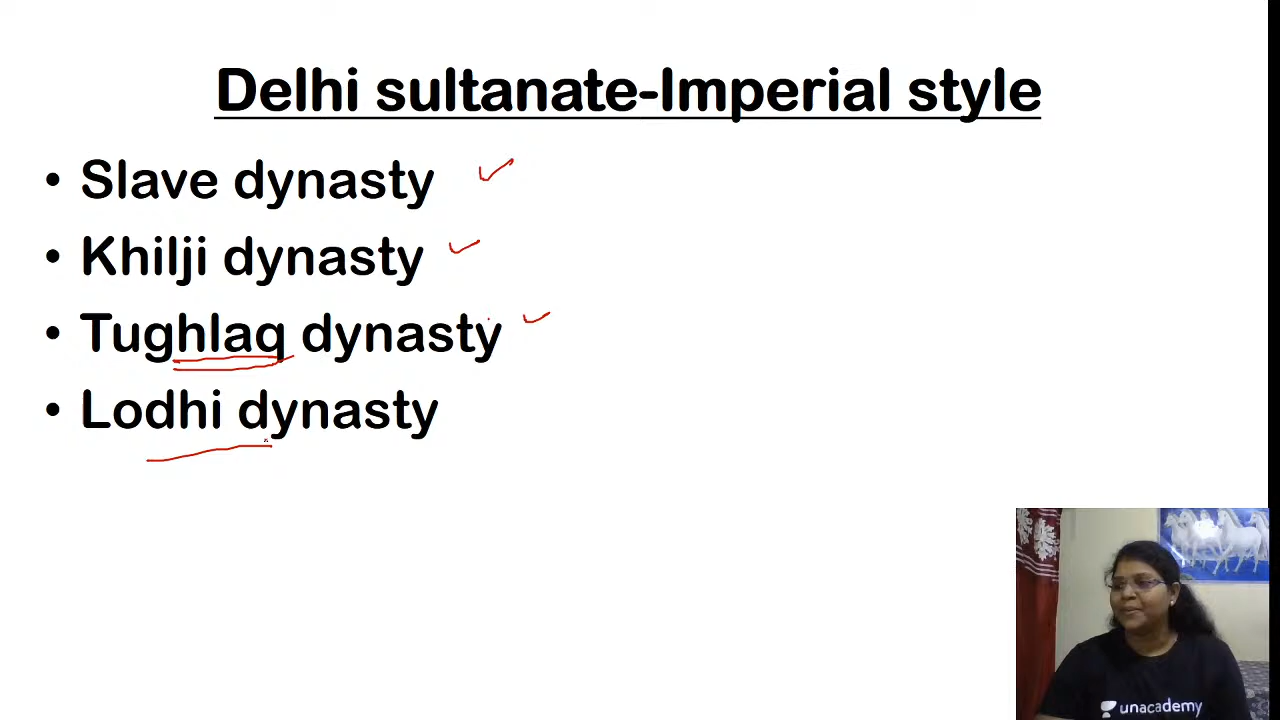 Delhi sultanate-Imperial style
• Slave dynasty
• Khilji dynasty
• Tughlaq dynasty
• Lodhi dynasty
unacademy